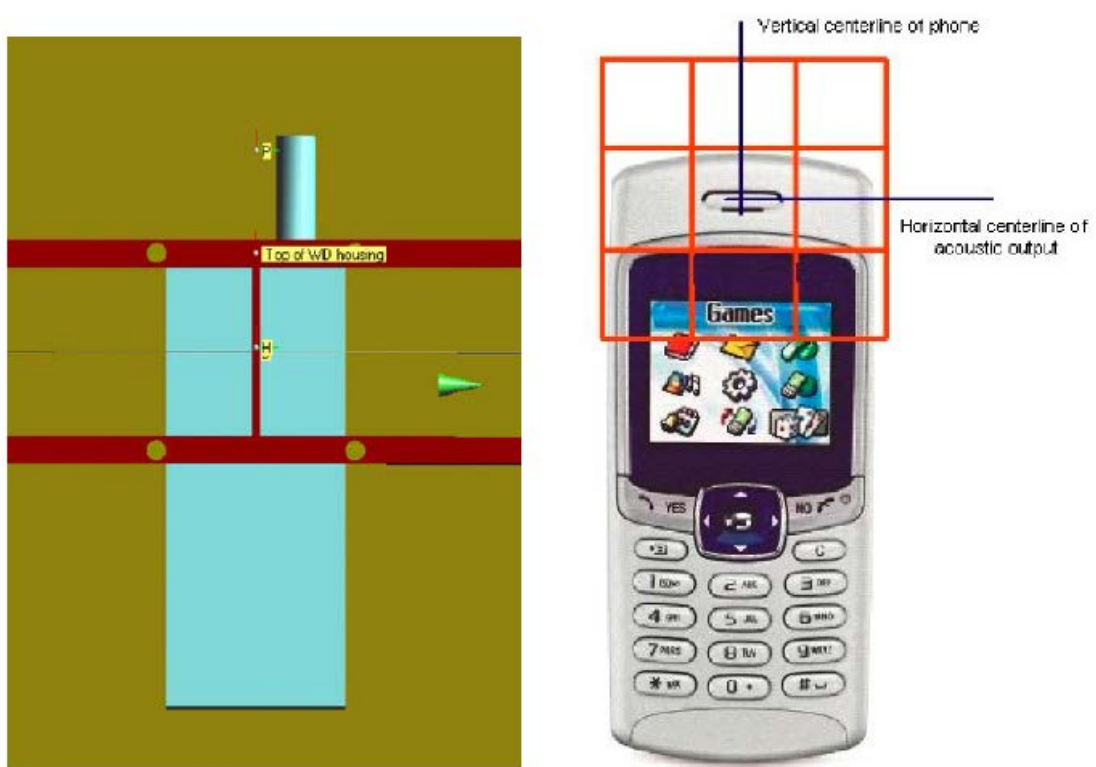 P
Top of WD housing
H
Vertical centerline of phone
Horizontal centerline of
acoustic output
Games
YES
NO
C
1
2 ABC
3 DEF
4 GHI
5 JKL
6 MNO
7 PQRS
8 TUV
9 WXYZ
*
0 +
#